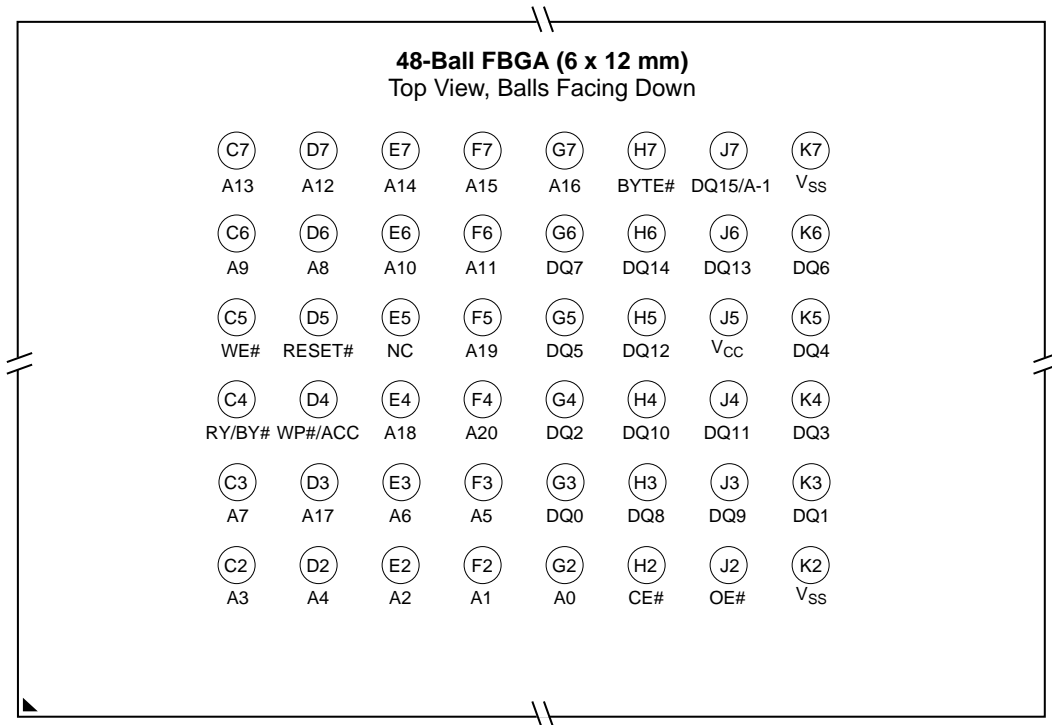 48-Ball FBGA (6 x 12 mm)
Top View, Balls Facing Down
C7 D7 E7 F7 G7 H7 J7 K7
A13 A12 A14 A15 A16 BYTE# DQ15/A-1 VSS
C6 D6 E6 F6 G6 H6 J6 K6
A9 A8 A10 A11 DQ7 DQ14 DQ13 DQ6
C5 D5 E5 F5 G5 H5 J5 K5
WE# RESET# NC A19 DQ5 DQ12 VCC DQ4
C4 D4 E4 F4 G4 H4 J4 K4
RY/BY# WP#/ACC A18 A20 DQ2 DQ10 DQ11 DQ3
C3 D3 E3 F3 G3 H3 J3 K3
A7 A17 A6 A5 DQ0 DQ8 DQ9 DQ1
C2 D2 E2 F2 G2 H2 J2 K2
A3 A4 A2 A1 A0 CE# OE# VSS